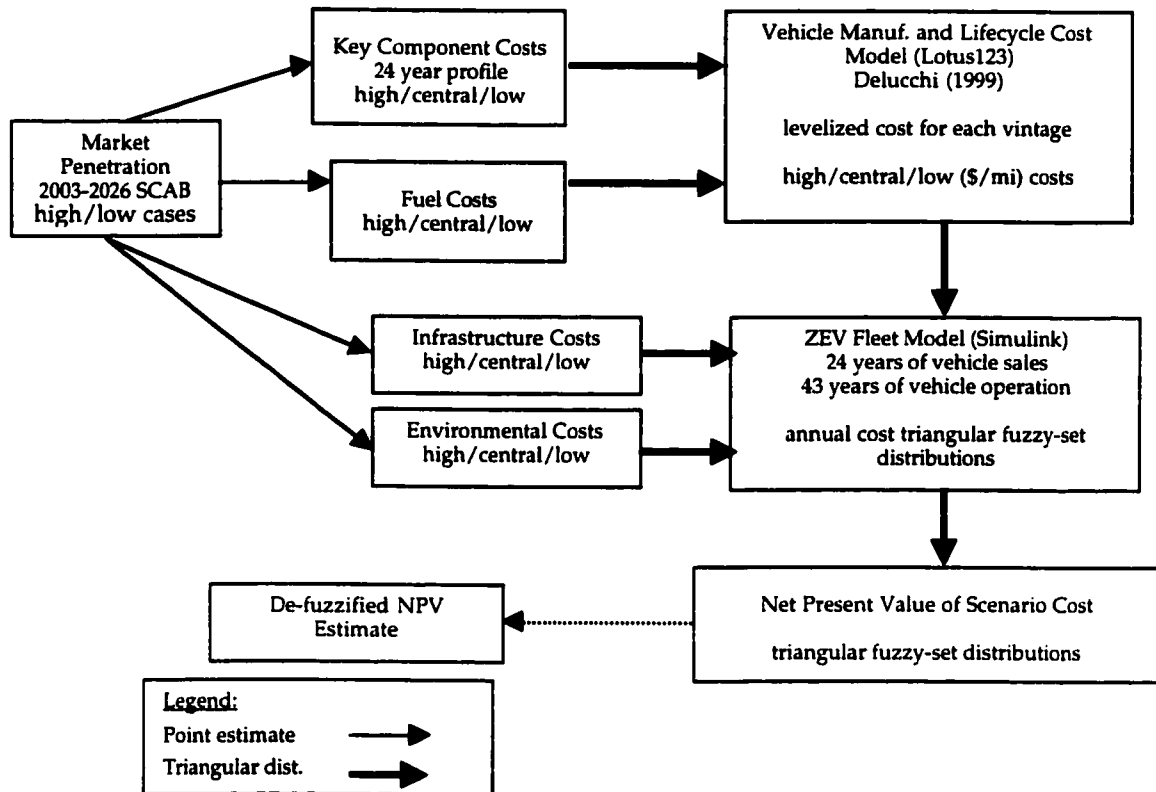 Market
Penetration
2003-2026 SCAB
high/low cases
Key Component Costs
24 year profile
high/central/low
Fuel Costs
high/central/low
Vehicle Manuf. and Lifecycle Cost
Model (Lotus123)
Delucchi (1999)
levelized cost for each vintage
high/central/low ($/mi) costs
Infrastructure Costs
high/central/low
Environmental Costs
high/central/low
ZEV Fleet Model (Simulink)
24 years of vehicle sales
43 years of vehicle operation
annual cost triangular fuzzy-set
distributions
De-fuzzified NPV
Estimate
Net Present Value of Scenario Cost
triangular fuzzy-set distributions
Legend:
Point estimate
Triangular dist.